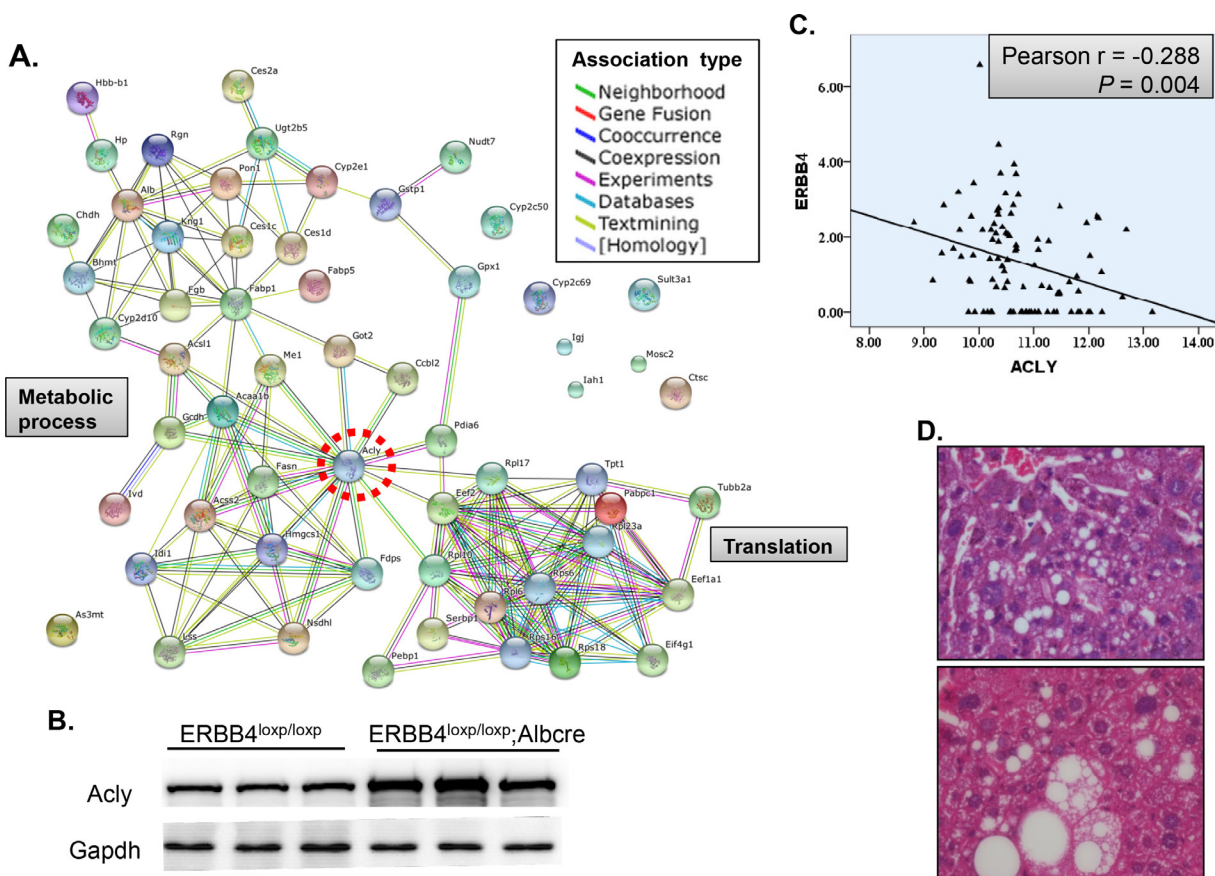 A.
Hbb-b1
Ces2a
Hp
Rgn
Ugt2b5
Nudt7
Alb
Pon1
Cyp2e1
Gstp1
Chdh
Kng1
Ces1c
Ces1d
Cyp2c50
Bhmt
Fgb
Fabp1
Fabp5
Gpx1
Cyp2c69
Sult3a1
Cyp2d10
Acsl1
Me1
Got2
Ccbl2
Igj
Mosc2
Iah1
Ctsc
Metabolic
process
Gcdh
Acaa1b
Acly
Pdia6
Ivd
Fasn
Acss2
Eef2
Rpl17
Tpt1
Pabpc1
Tubb2a
Rpl23a
Translation
Idi1
Hmgcs1
Fdps
Rpl10
Rps6
Rpl6
Eef1a1
As3mt
Lss
Nsdhl
Serbp1
Pebp1
Rps16
Rps18
Eif4g1
Association type
Neighborhood
Gene Fusion
Cooccurrence
Coexpression
Experiments
Databases
Textmining
[Homology]
B.
ERBB4loxp/loxp
ERBB4loxp/loxp;Albcre
Acly
Gapdh
C.
Pearson r = -0.288
P = 0.004
ERBB4
6.00
4.00
2.00
0.00
8.00 9.00 10.00 11.00 12.00 13.00 14.00
ACLY
D.